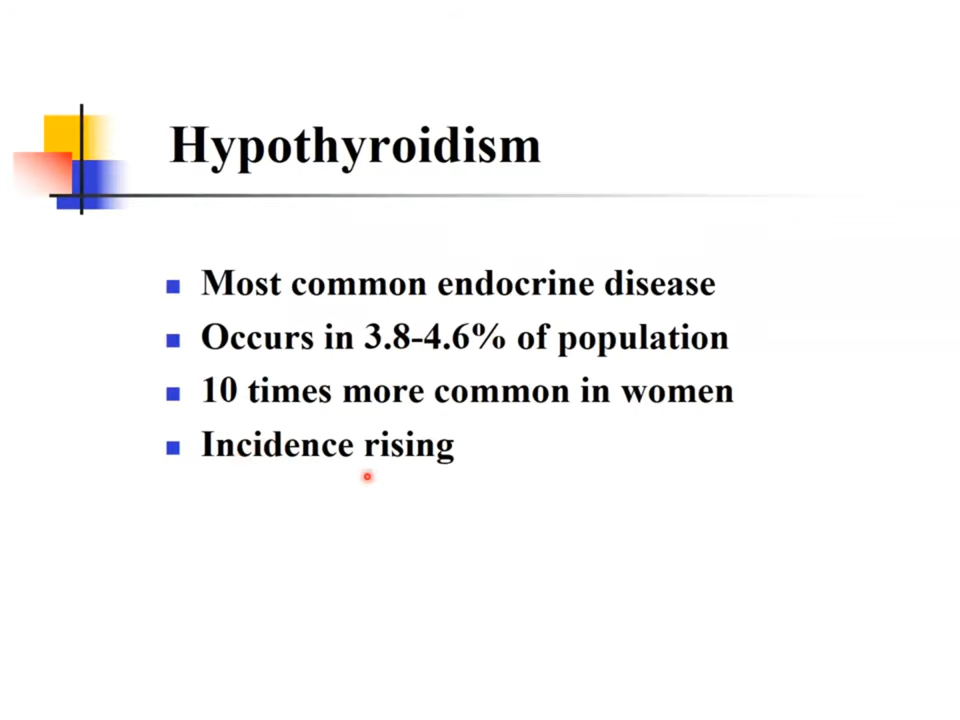 Hypothyroidism
Most common endocrine disease
Occurs in 3.8-4.6% of population
10 times more common in women
Incidence rising